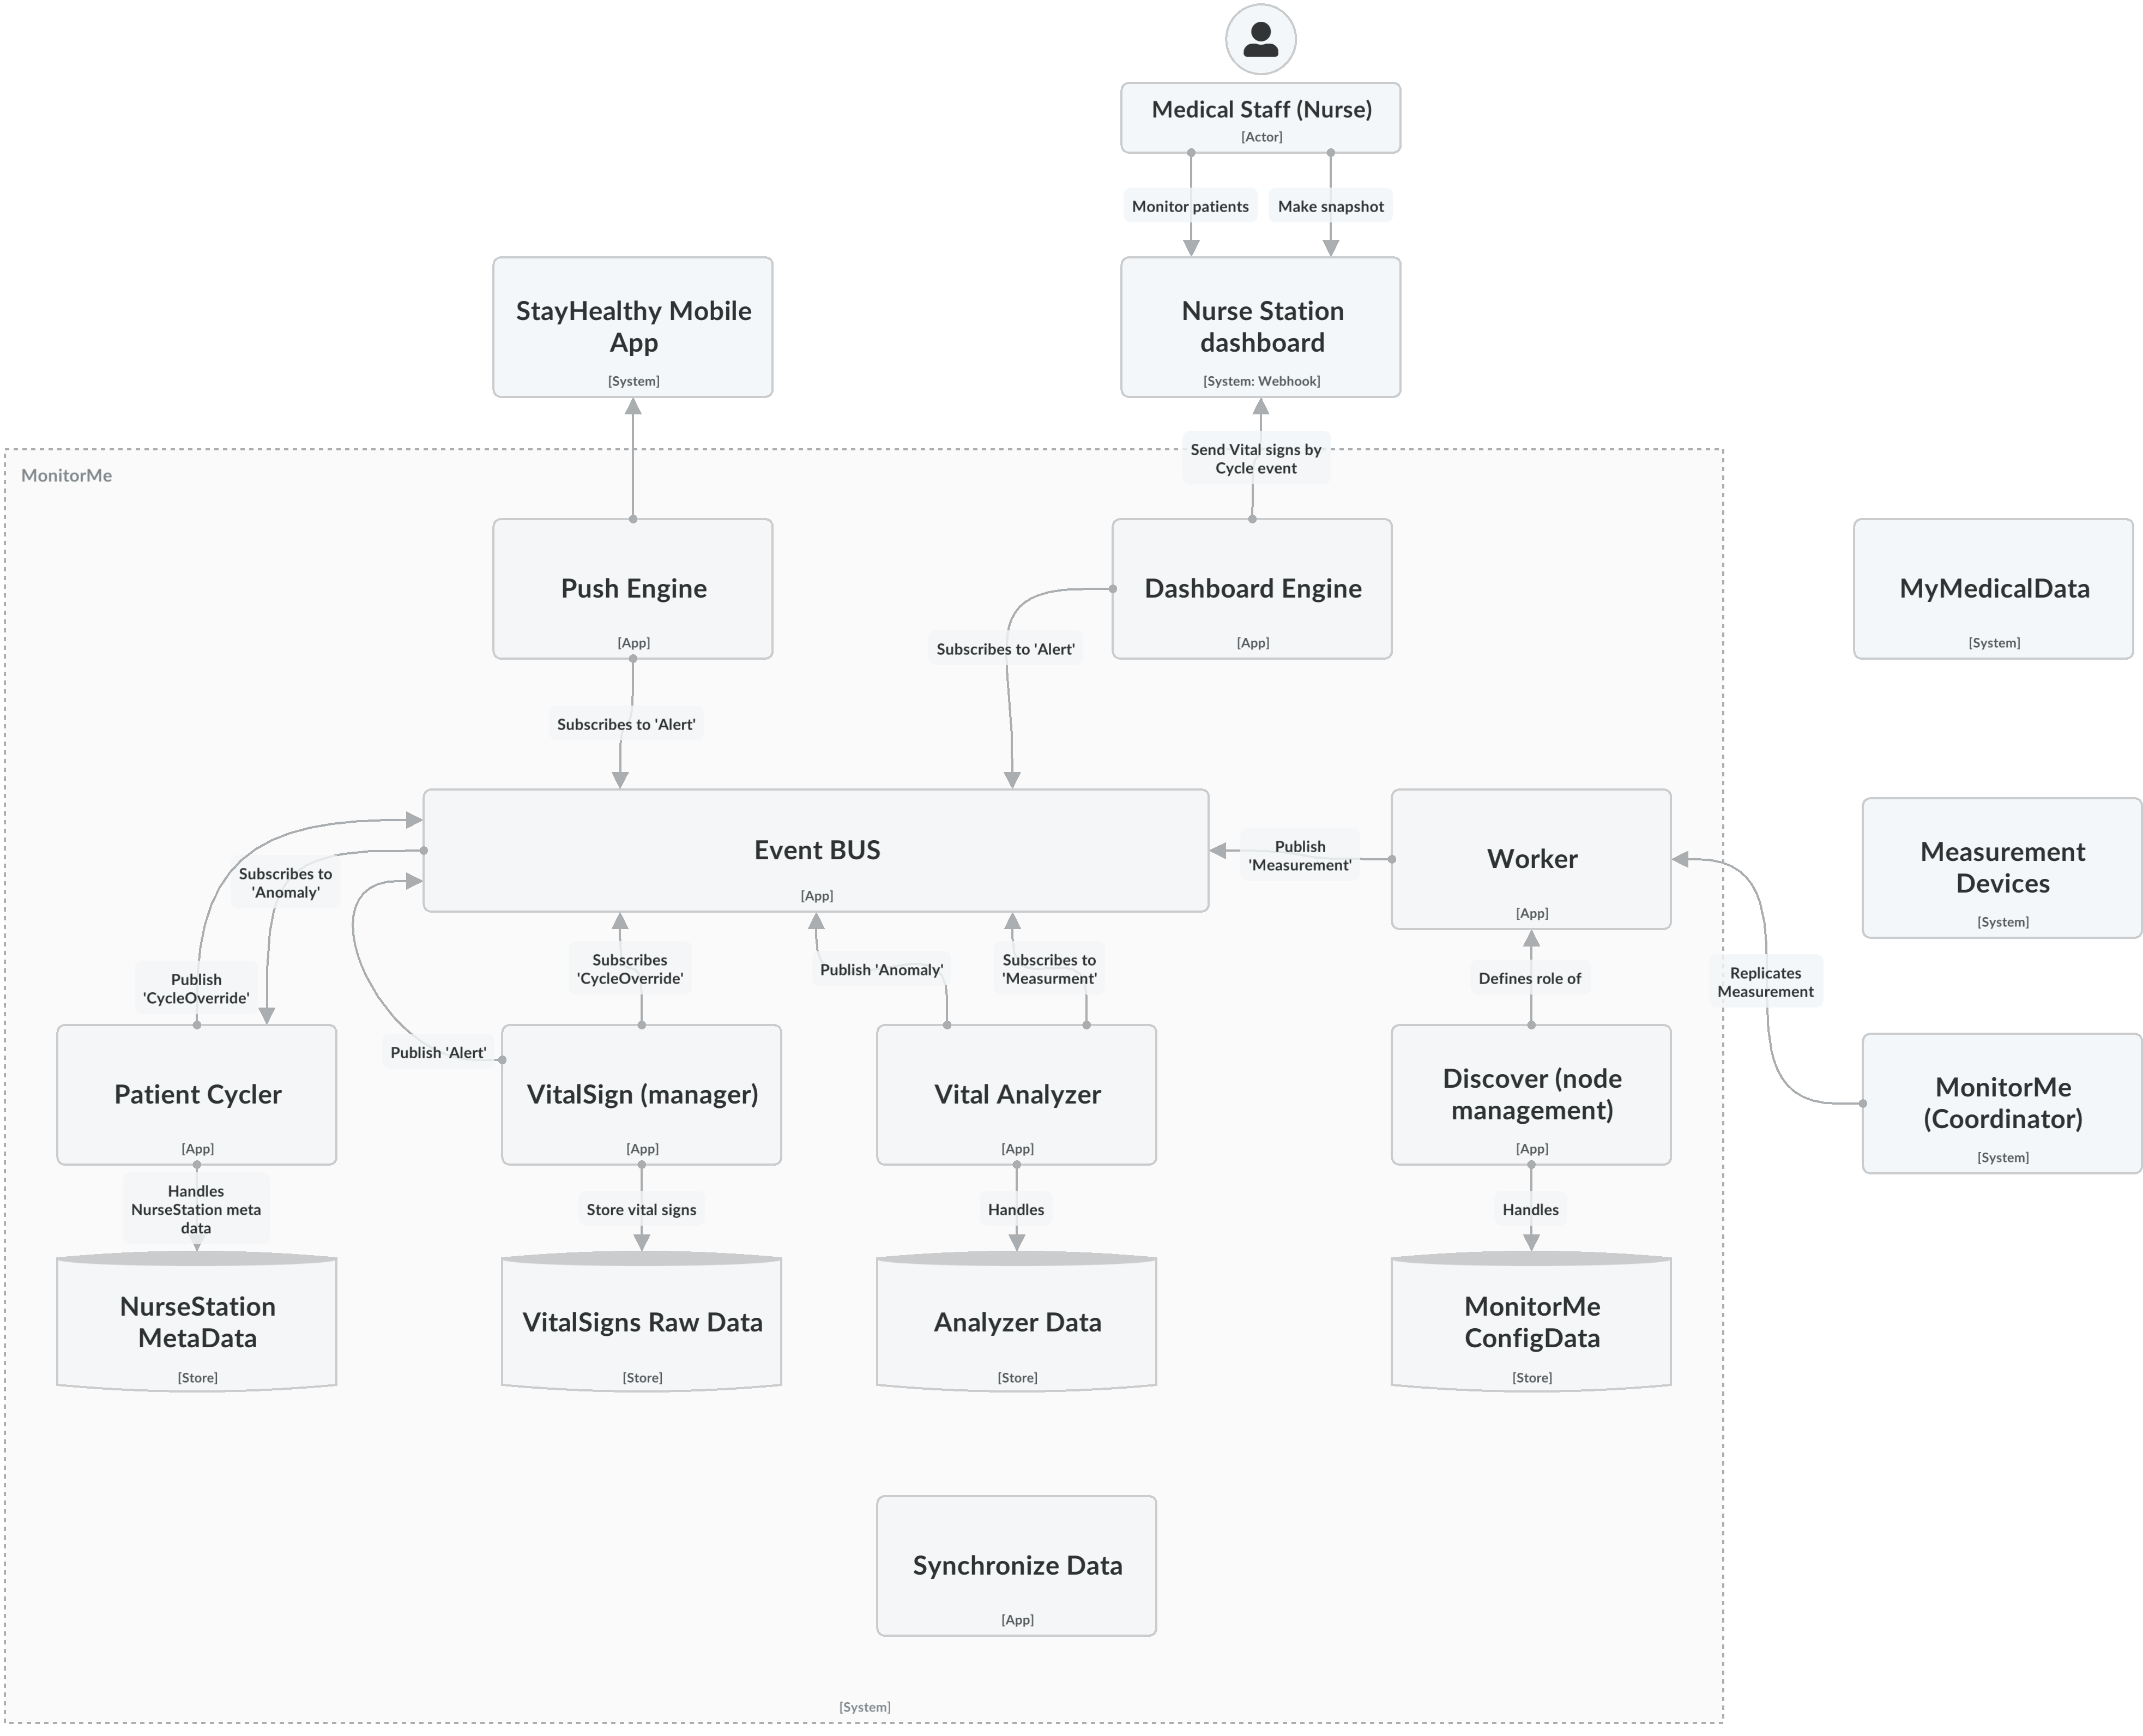 Medical Staff (Nurse)
[Actor]
Monitor patients
Make snapshot
StayHealthy Mobile
App
[System]
Nurse Station
dashboard
[System: Webhook]
Send Vital signs by
Cycle event
MonitorMe
Push Engine
[App]
Dashboard Engine
[App]
MyMedicalData
[System]
Subscribes to 'Alert'
Subscribes to 'Alert'
Event BUS
[App]
Publish
'Measurement'
Worker
[App]
Measurement
Devices
[System]
Subscribes to
'Anomaly'
Publish
'CycleOverride'
Publish 'Alert'
Subscribes
'CycleOverride'
Publish 'Anomaly'
Subscribes to
'Measurment'
Defines role of
Replicates
Measurement
Patient Cycler
[App]
VitalSign (manager)
[App]
Vital Analyzer
[App]
Discover (node
management)
[App]
MonitorMe
(Coordinator)
[System]
Handles
NurseStation meta
data
Store vital signs
Handles
Handles
NurseStation
MetaData
[Store]
VitalSigns Raw Data
[Store]
Analyzer Data
[Store]
MonitorMe
ConfigData
[Store]
Synchronize Data
[App]
[System]